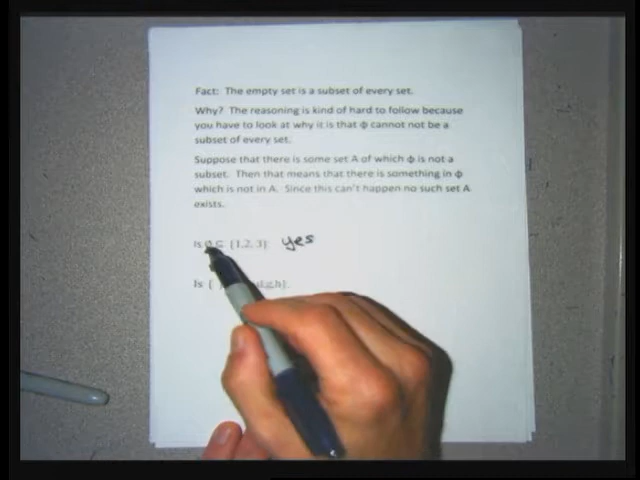 Fact: The empty set is a subset of every set.
Why? The reasoning is kind of hard to follow because
you have to look at why it is that ϕ cannot not be a
subset of every set.
Suppose that there is some set A of which ϕ is not a
subset. Then that means that there is something in ϕ
which is not in A. Since this can't happen no such set A
exists.
Is {1,2, 3} yes
Is { d,g,h}